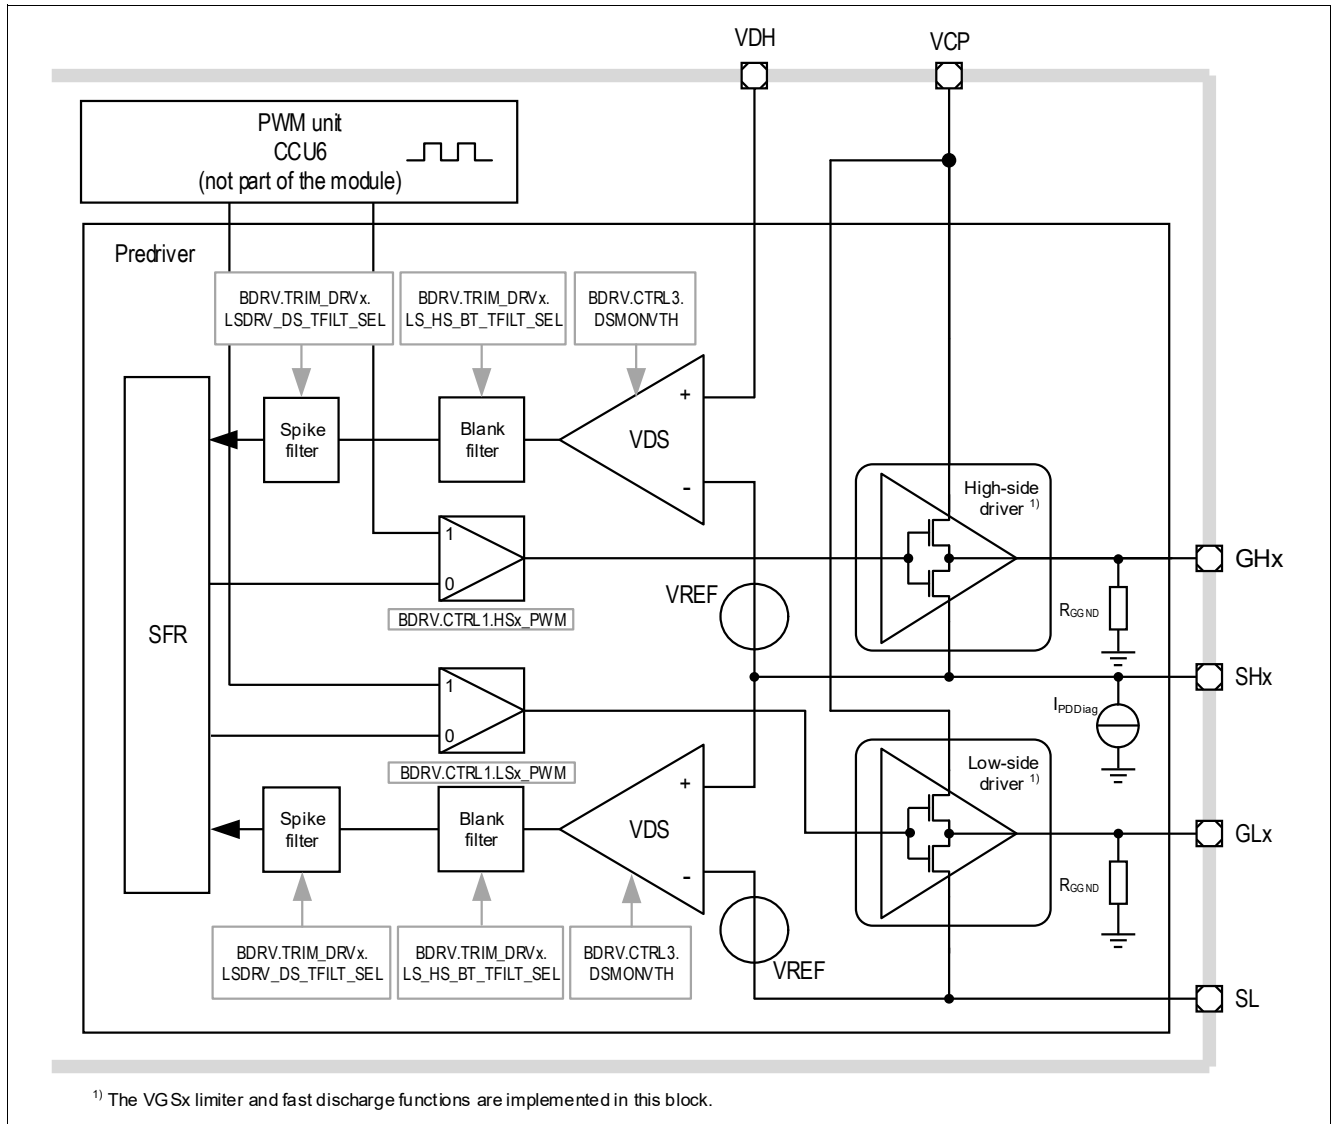 VDH
VCP
PWM unit
CCU6
(not part of the module)
Predriver
BDRV.TRIM_DRVx.
LSDRV_DS_TFILT_SEL
BDRV.TRIM_DRVx.
LS_HS_BT_TFILT_SEL
BDRV.CTRL3.
DSMONVTH
+
VDS
-
Spike
filter
Blank
filter
High-side
driver 1)
1
0
BDRV.CTRL1.HSx_PWM
VREF
GHx
RGGND
SFR
SHx
IPDDiag
1
0
BDRV.CTRL1.LSx_PWM
Low-side
driver 1)
+
VDS
-
Spike
filter
Blank
filter
GLx
RGGND
BDRV.TRIM_DRVx.
LSDRV_DS_TFILT_SEL
BDRV.TRIM_DRVx.
LS_HS_BT_TFILT_SEL
BDRV.CTRL3.
DSMONVTH
VREF
SL
1) The VGSx limiter and fast discharge functions are implemented in this block.